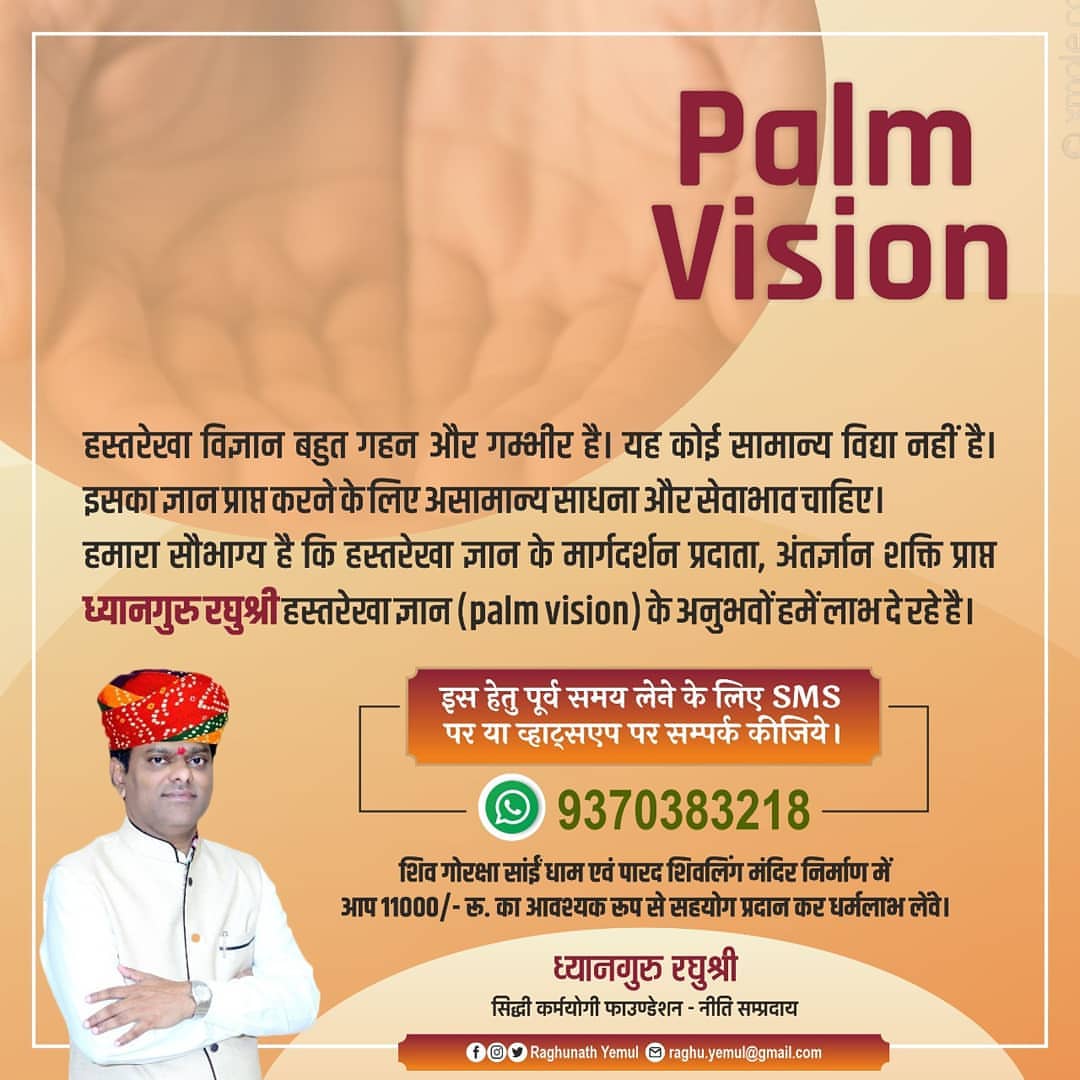 Palm
Vision
हस्तरेखा विज्ञान बहुत गहन और गम्भीर है। यह कोई सामान्य विद्या नहीं है।
इसका ज्ञान प्राप्त करने के लिए असामान्य साधना और सेवाभाव चाहिए।
हमारा सौभाग्य है कि हस्तरेखा ज्ञान के मार्गदर्शन प्रदाता, अंतर्ज्ञान शक्ति प्राप्त
ध्यानगुरु रघुश्री हस्तरेखा ज्ञान (palm vision) के अनुभवों हमें लाभ दे रहे है।
इस हेतु पूर्व समय लेने के लिए SMS
पर या व्हाट्सएप पर सम्पर्क कीजिये।
9370383218
शिव गोरक्षा सांईं धाम एवं पारद शिवलिंग मंदिर निर्माण में
आप 11000/- रू. का आवश्यक रूप से सहयोग प्रदान कर धर्मलाभ लेंवे।
ध्यानगुरु रघुश्री
सिद्धी कर्मयोगी फाउण्डेशन - नीति सम्प्रदाय
Raghunath Yemul raghu.yemul@gmail.com